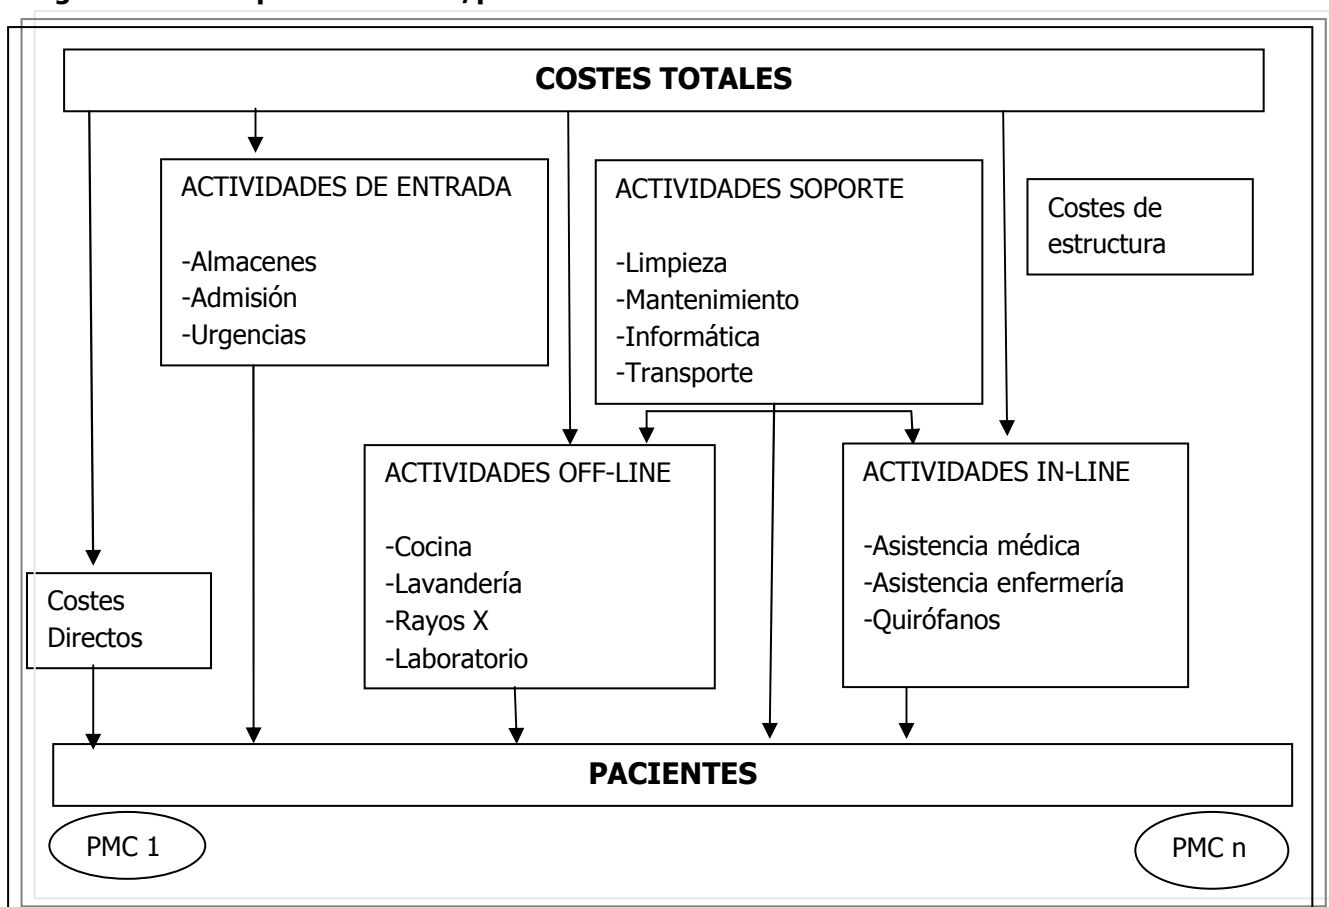 COSTES TOTALES
ACTIVIDADES DE ENTRADA
-Almacenes
-Admisión
-Urgencias
ACTIVIDADES SOPORTE
-Limpieza
-Mantenimiento
-Informática
-Transporte
Costes de
estructura
ACTIVIDADES OFF-LINE
-Cocina
-Lavandería
-Rayos X
-Laboratorio
ACTIVIDADES IN-LINE
-Asistencia médica
-Asistencia enfermería
-Quirófanos
Costes
Directos
PACIENTES
PMC 1
PMC n